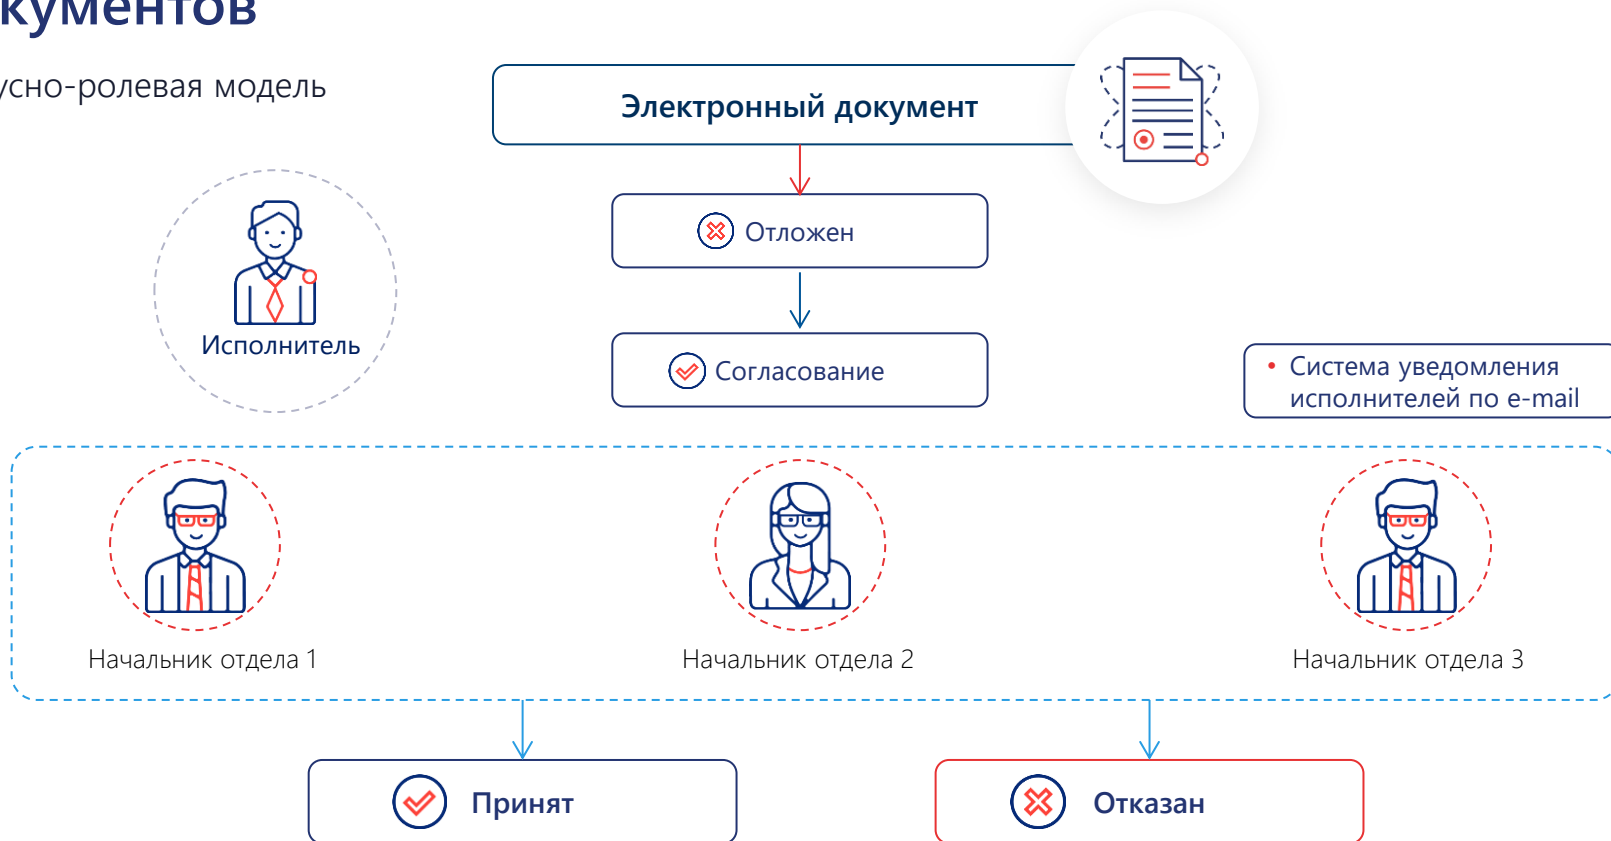 кументов
усно-ролевая модель
Электронный документ
Отложен
Исполнитель
Согласование
• Система уведомления
исполнителей по e-mail
Начальник отдела 1
Начальник отдела 2
Начальник отдела 3
Принят
Отказан